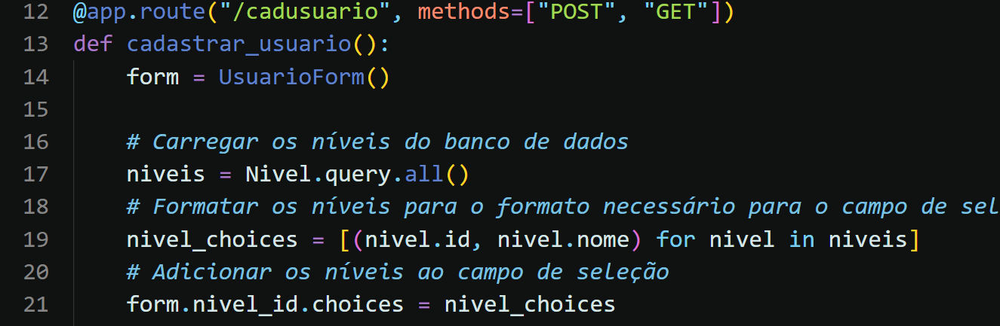 12 @app.route("/cadusuario", methods=["POST", "GET"])
13 def cadastrar_usuario():
14     form = UsuarioForm()
15
16     # Carregar os níveis do banco de dados
17     niveis = Nivel.query.all()
18     # Formatar os níveis para o formato necessário para o campo de sel
19     nivel_choices = [(nivel.id, nivel.nome) for nivel in niveis]
20     # Adicionar os níveis ao campo de seleção
21     form.nivel_id.choices = nivel_choices